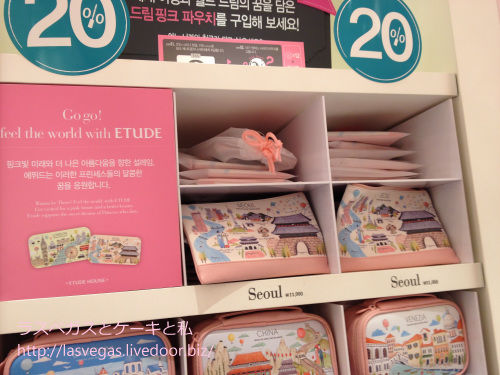 드림 핑크 파우치를 구입해 보세요!
20%
20%
Go go!
feel the world with ETUDE
핑크빛 미래와 더 나은 아름다움을 향한 설레임,
에뛰드는 이러한 프린세스들의 달콤한
꿈을 응원합니다.
ETUDE HOUSE
SEOUL
Seoul ₩11,000
Seoul ₩11,000
CHINA
VENEZIA
ラスベガスとケーキと私
http://lasvegas.livedoor.biz/